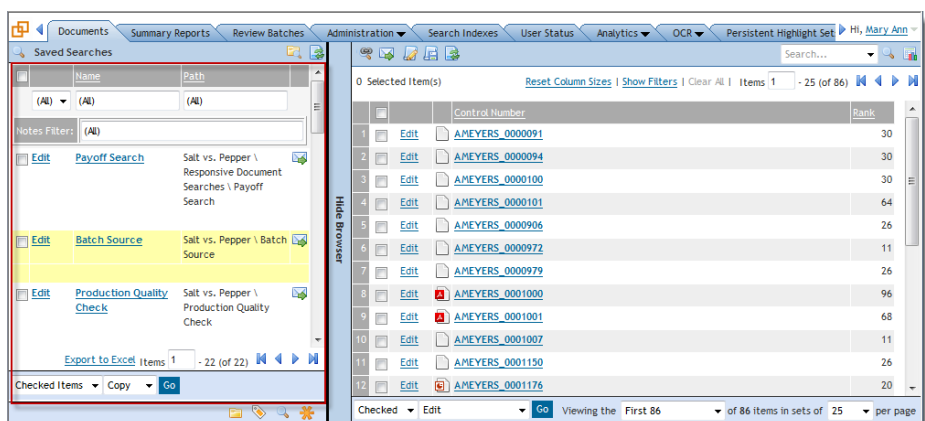 Documents Summary Reports Review Batches Administration Search Indexes User Status Analytics OCR Persistent Highlight Set Hi, Mary Ann
Saved Searches
Search...
0 Selected Item(s) Reset Column Sizes | Show Filters | Clear All | Items 1 - 25 (of 86)
Name Path
(All) (All) (All)
Notes Filter: (All)
Edit Payoff Search Salt vs. Pepper \
Responsive Document
Searches \ Payoff
Search
Edit Batch Source Salt vs. Pepper \ Batch
Source
Edit Production Quality Salt vs. Pepper \
Check Production Quality
Check
Export to Excel Items 1 - 22 (of 22)
Checked Items Copy Go
Hide Browser
Control Number Rank
1 Edit AMEYERS_0000091 30
2 Edit AMEYERS_0000094 30
3 Edit AMEYERS_0000100 30
4 Edit AMEYERS_0000101 64
5 Edit AMEYERS_0000906 26
6 Edit AMEYERS_0000972 11
7 Edit AMEYERS_0000979 26
8 Edit AMEYERS_0001000 96
9 Edit AMEYERS_0001001 68
10 Edit AMEYERS_0001007 11
11 Edit AMEYERS_0001150 26
12 Edit AMEYERS_0001176 20
Checked Edit Go Viewing the First 86 of 86 items in sets of 25 per page